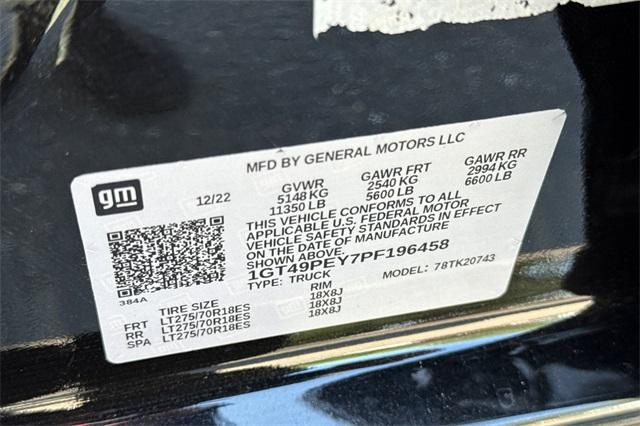 MFD BY GENERAL MOTORS LLC
gm
12/22
GVWR GAWR FRT GAWR RR
5148 KG 2540 KG 2994 KG
11350 LB 5600 LB 6600 LB
THIS VEHICLE CONFORMS TO ALL
APPLICABLE U.S. FEDERAL MOTOR
VEHICLE SAFETY STANDARDS IN EFFECT
ON THE DATE OF MANUFACTURE
SHOWN ABOVE.
1GT49PEY7PF196458
TYPE: TRUCK MODEL: 78TK20743
384A
TIRE SIZE RIM
FRT LT275/70R18ES 18X8J
RR LT275/70R18ES 18X8J
SPA LT275/70R18ES 18X8J